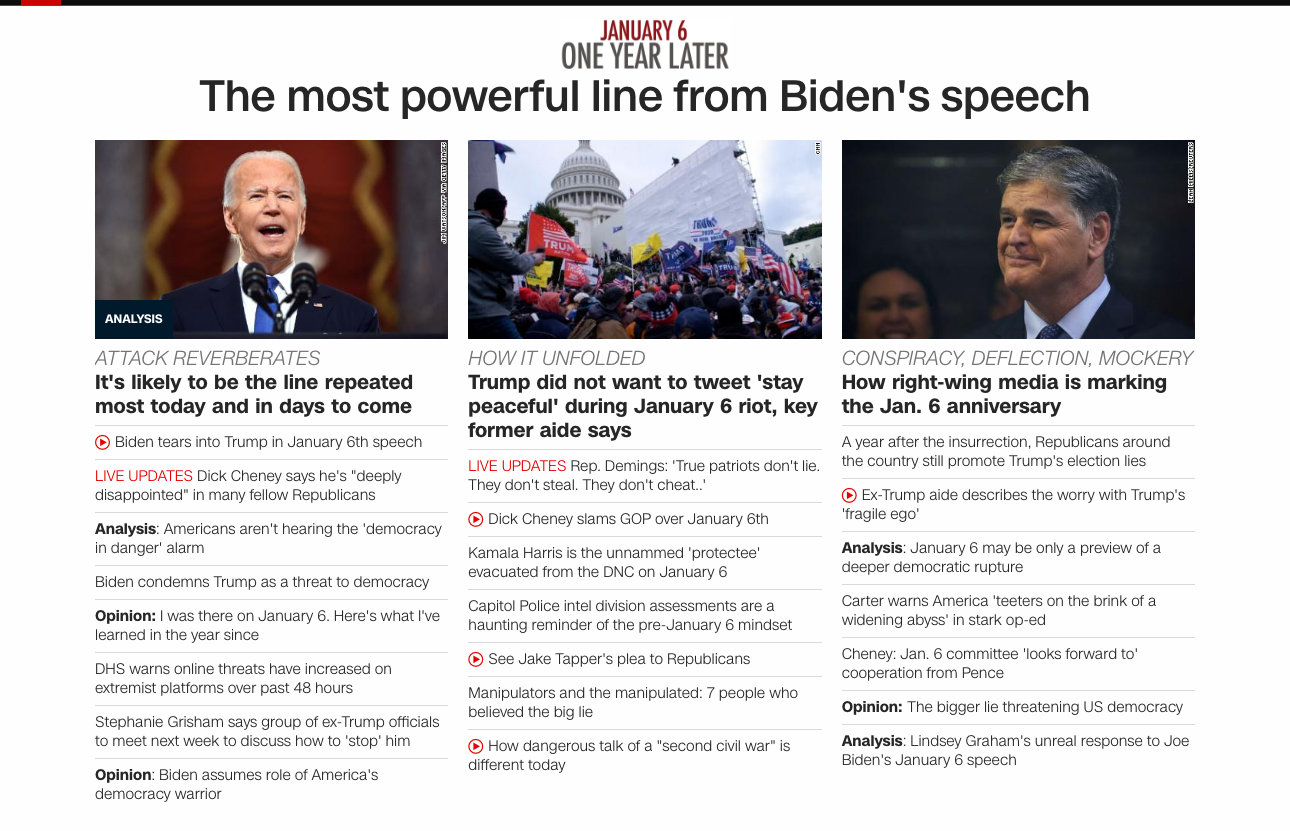 JANUARY 6
ONE YEAR LATER
The most powerful line from Biden's speech
ANALYSIS
ATTACK REVERBERATES
It's likely to be the line repeated
most today and in days to come
Biden tears into Trump in January 6th speech
LIVE UPDATES Dick Cheney says he's "deeply
disappointed" in many fellow Republicans
Analysis: Americans aren't hearing the 'democracy
in danger' alarm
Biden condemns Trump as a threat to democracy
Opinion: I was there on January 6. Here's what I've
learned in the year since
DHS warns online threats have increased on
extremist platforms over past 48 hours
Stephanie Grisham says group of ex-Trump officials
to meet next week to discuss how to 'stop' him
Opinion: Biden assumes role of America's
democracy warrior
CNN
TRUMP
TRUMP
TRUMP
HOW IT UNFOLDED
Trump did not want to tweet 'stay
peaceful' during January 6 riot, key
former aide says
LIVE UPDATES Rep. Demings: 'True patriots don't lie.
They don't steal. They don't cheat..'
Dick Cheney slams GOP over January 6th
Kamala Harris is the unnamed 'protectee'
evacuated from the DNC on January 6
Capitol Police intel division assessments are a
haunting reminder of the pre-January 6 mindset
See Jake Tapper's plea to Republicans
Manipulators and the manipulated: 7 people who
believed the big lie
How dangerous talk of a "second civil war" is
different today
CONSPIRACY, DEFLECTION, MOCKERY
How right-wing media is marking
the Jan. 6 anniversary
A year after the insurrection, Republicans around
the country still promote Trump's election lies
Ex-Trump aide describes the worry with Trump's
'fragile ego'
Analysis: January 6 may be only a preview of a
deeper democratic rupture
Carter warns America 'teeters on the brink of a
widening abyss' in stark op-ed
Cheney: Jan. 6 committee 'looks forward to'
cooperation from Pence
Opinion: The bigger lie threatening US democracy
Analysis: Lindsey Graham's unreal response to Joe
Biden's January 6 speech